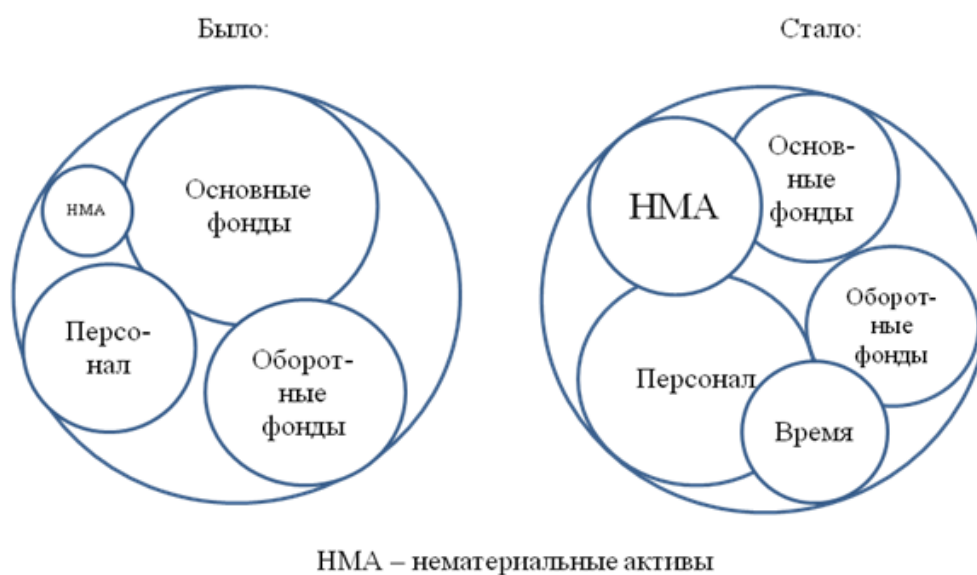 Было:
Стало:
НМА
Основные
фонды
Персо-
нал
Оборот-
ные
фонды
НМА
Основ-
ные
фонды
Оборот-
ные
фонды
Персонал
Время
НМА – нематериальные активы